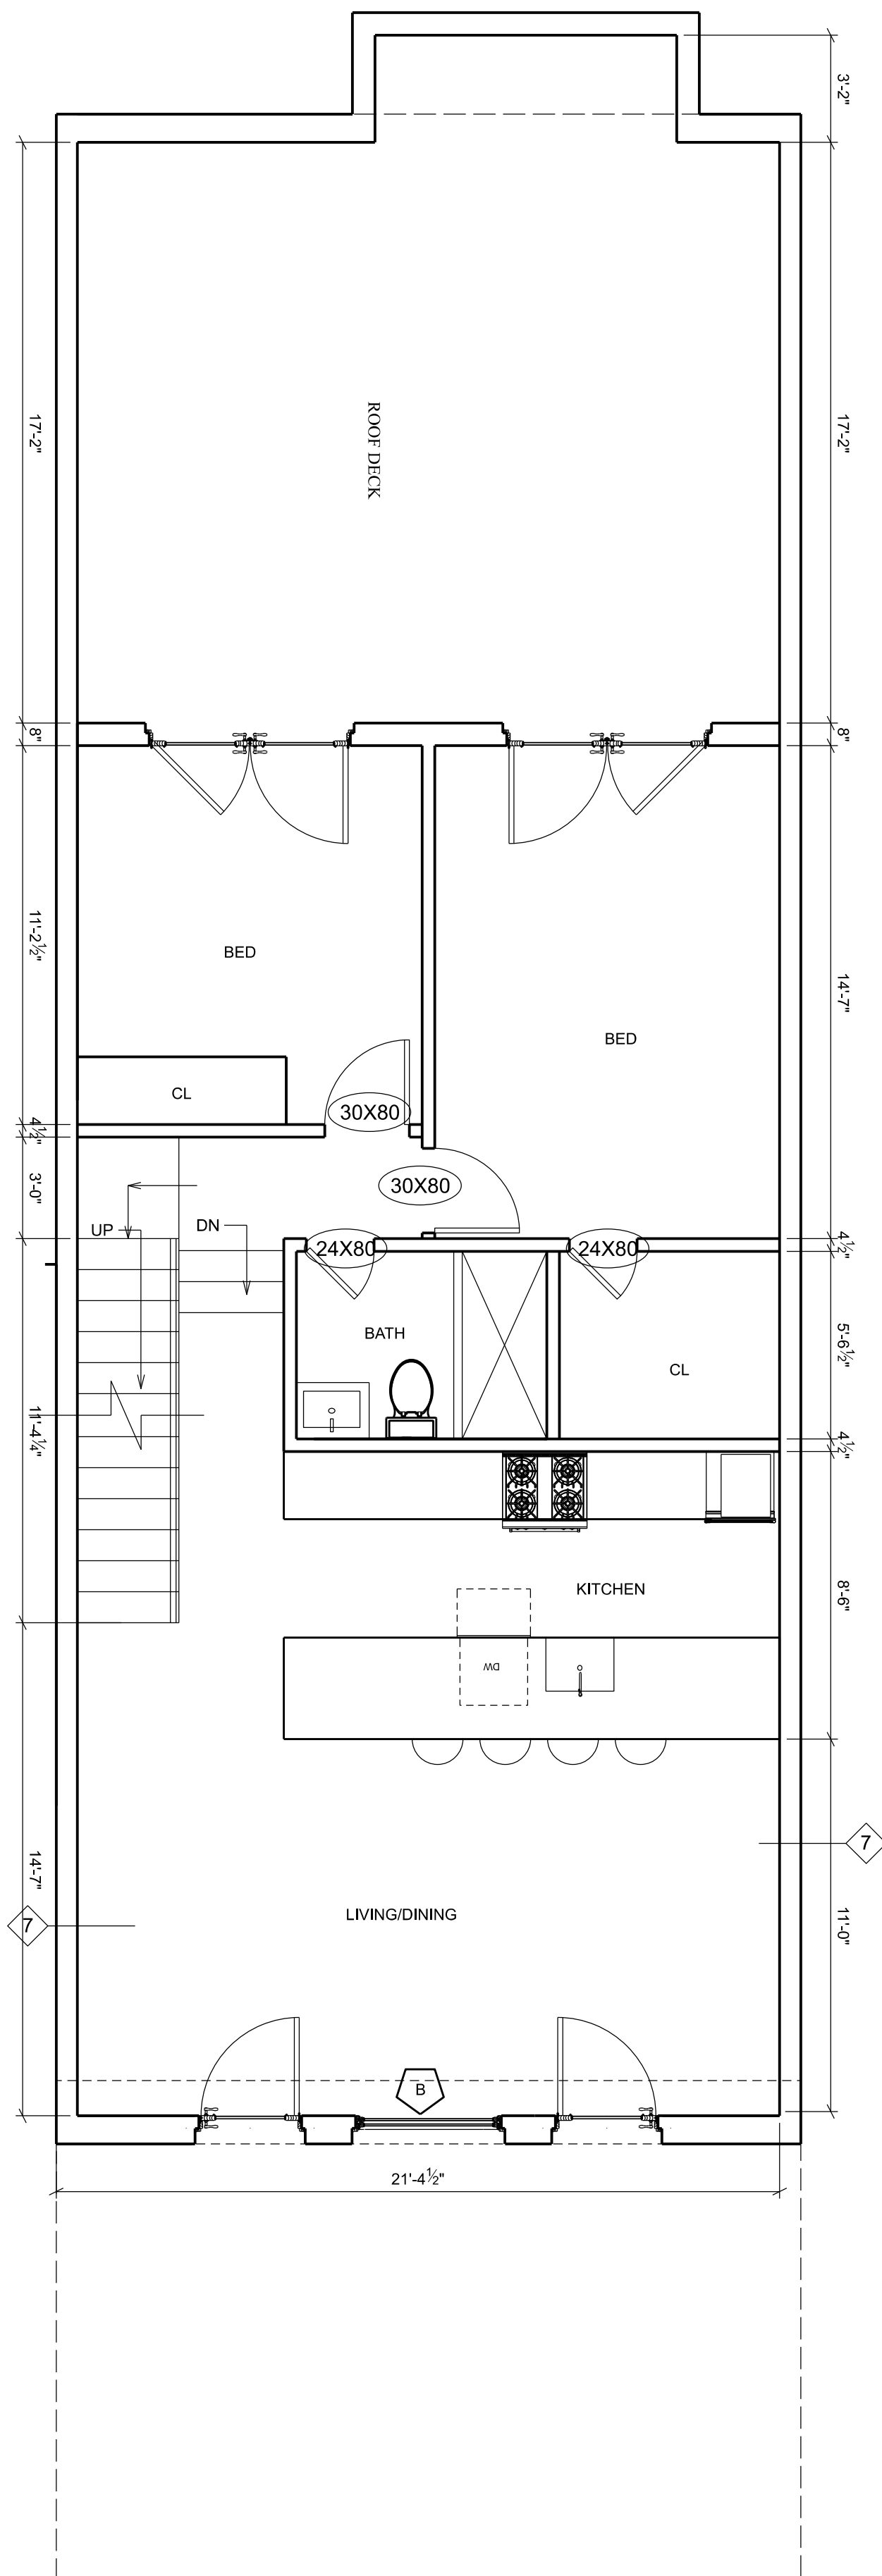 3'-2"
17'-2"
17'-2"
ROOF DECK
8"
8"
11'-2½"
14'-7"
BED
BED
CL
30X80
4½"
30X80
3'-0"
UP
DN
24X80
24X80
4½"
BATH
CL
5'-6½"
11'-4¼"
4½"
KITCHEN
8'-6"
DW
7
14'-7"
LIVING/DINING
11'-0"
7
B
21'-4½"